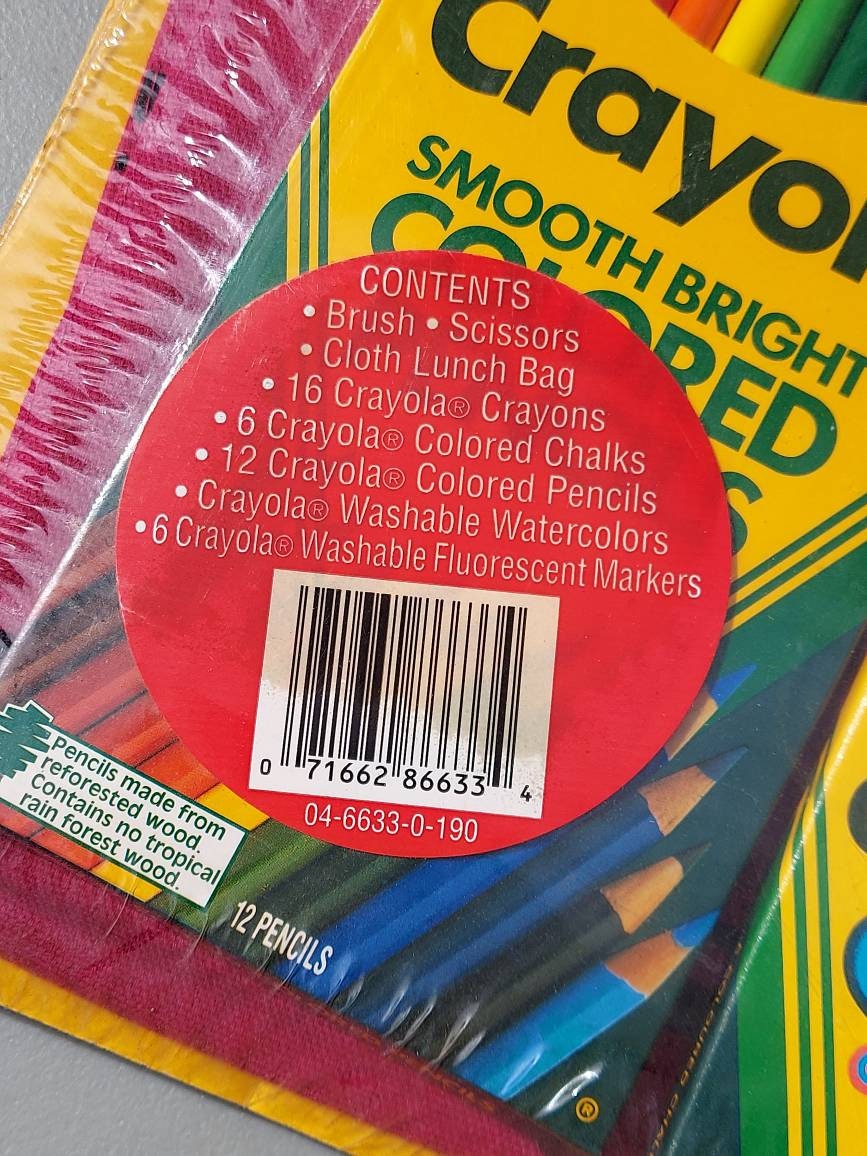 Crayo
SMOOTH BRIGHT
COLORED
S
CONTENTS
• Brush • Scissors
• Cloth Lunch Bag
• 16 Crayola® Crayons
• 6 Crayola® Colored Chalks
• 12 Crayola® Colored Pencils
• Crayola® Washable Watercolors
• 6 Crayola® Washable Fluorescent Markers
0 71662 86633 4
04-6633-0-190
Pencils made from
reforested wood.
Contains no tropical
rain forest wood.
12 PENCILS
®